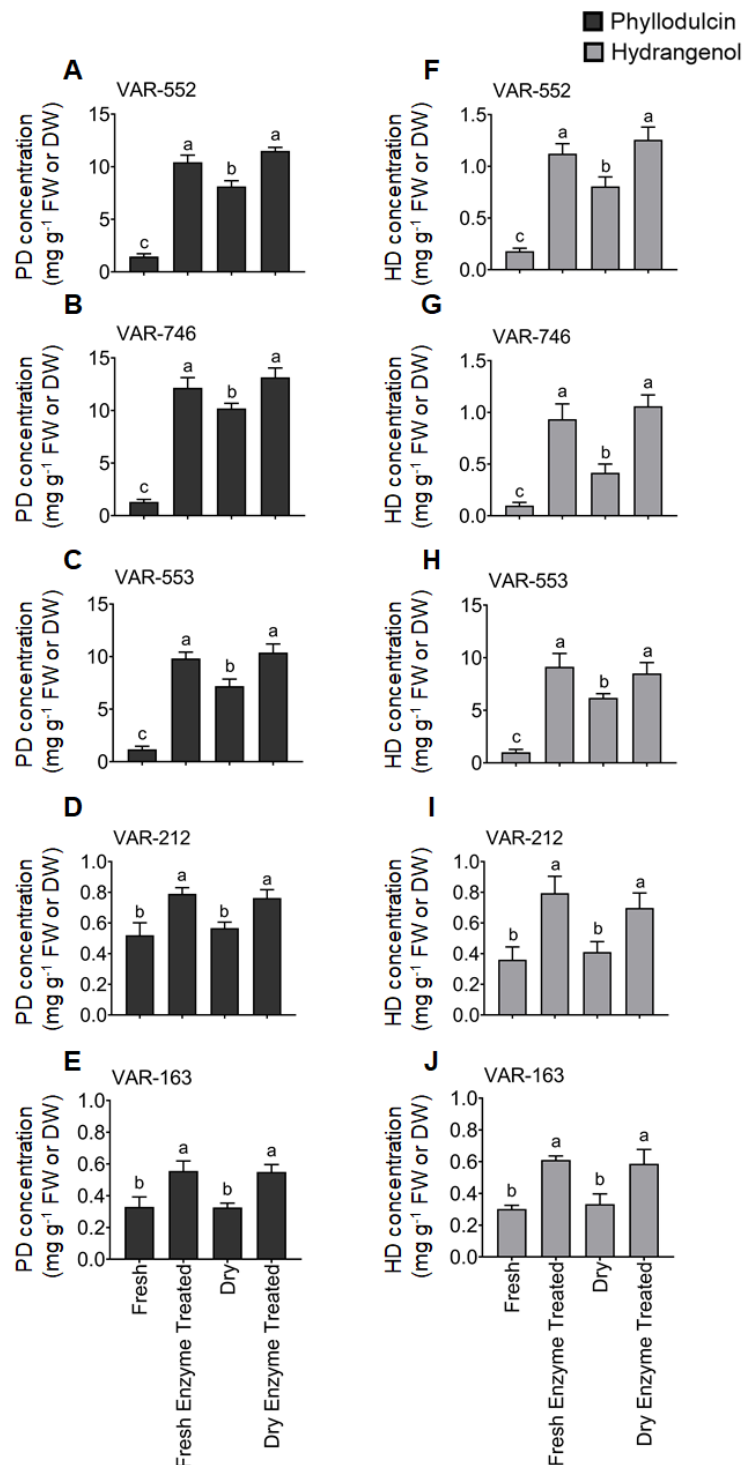 Phyllodulcin
Hydrangenol
A
VAR-552
PD concentration
(mg g⁻¹ FW or DW)
15
10
5
0
c
a
b
a
F
VAR-552
HD concentration
(mg g⁻¹ FW or DW)
1.5
1.0
0.5
0.0
c
a
b
a
B
VAR-746
PD concentration
(mg g⁻¹ FW or DW)
15
10
5
0
c
a
b
a
G
VAR-746
HD concentration
(mg g⁻¹ FW or DW)
1.5
1.0
0.5
0.0
c
a
b
a
C
VAR-553
PD concentration
(mg g⁻¹ FW or DW)
15
10
5
0
c
a
b
a
H
VAR-553
HD concentration
(mg g⁻¹ FW or DW)
15
10
5
0
c
a
b
a
D
VAR-212
PD concentration
(mg g⁻¹ FW or DW)
1.0
0.8
0.6
0.4
0.2
0.0
b
a
b
a
I
VAR-212
HD concentration
(mg g⁻¹ FW or DW)
1.0
0.8
0.6
0.4
0.2
0.0
b
a
b
a
E
VAR-163
PD concentration
(mg g⁻¹ FW or DW)
1.0
0.8
0.6
0.4
0.2
0.0
b
a
b
a
Fresh
Fresh Enzyme Treated
Dry
Dry Enzyme Treated
J
VAR-163
HD concentration
(mg g⁻¹ FW or DW)
1.0
0.8
0.6
0.4
0.2
0.0
b
a
b
a
Fresh
Fresh Enzyme Treated
Dry
Dry Enzyme Treated